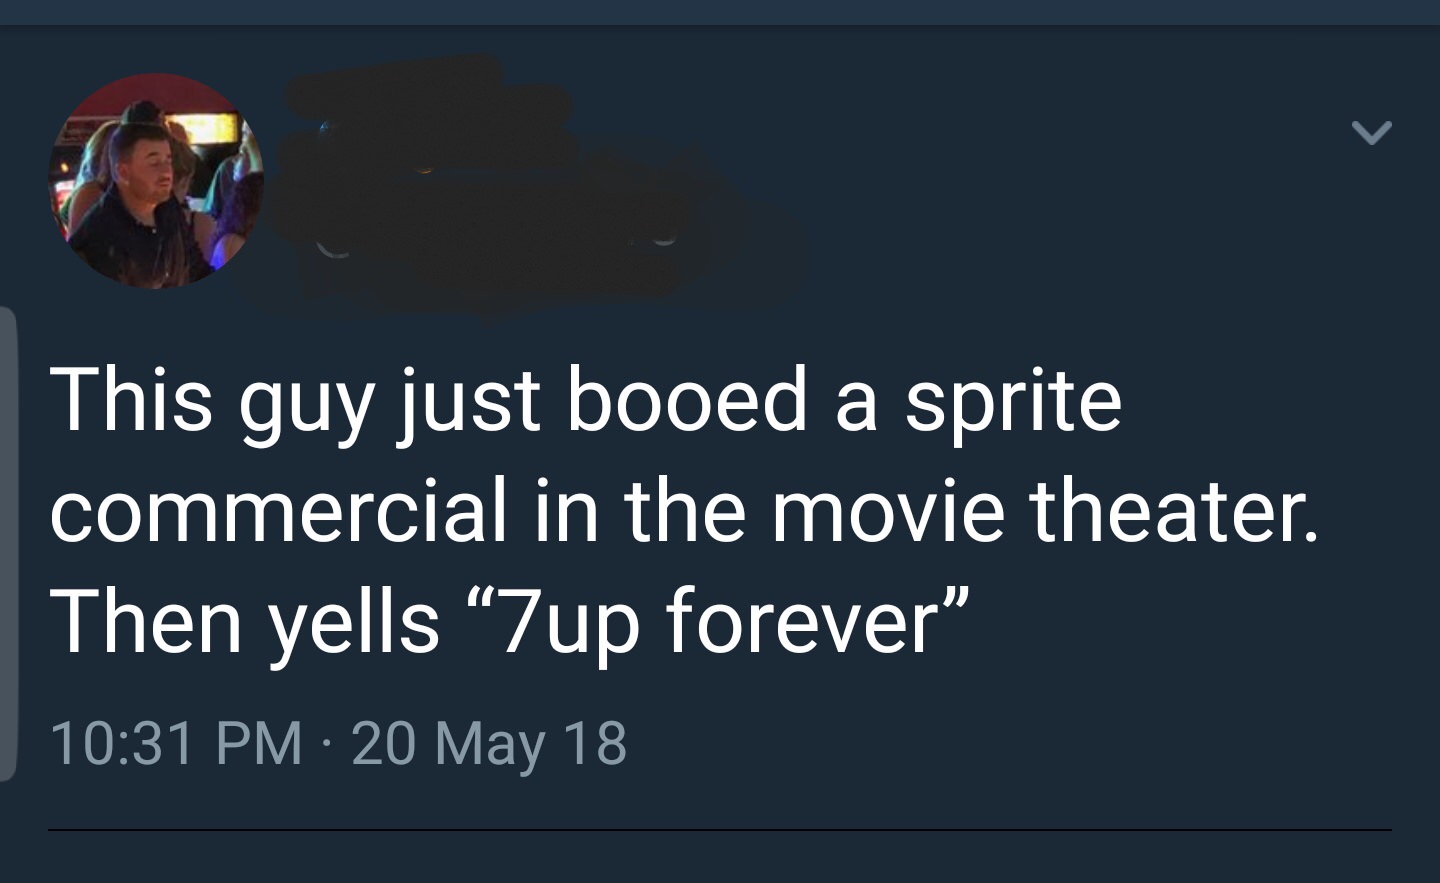 This guy just booed a sprite
commercial in the movie theater.
Then yells “7up forever”
10:31 PM · 20 May 18